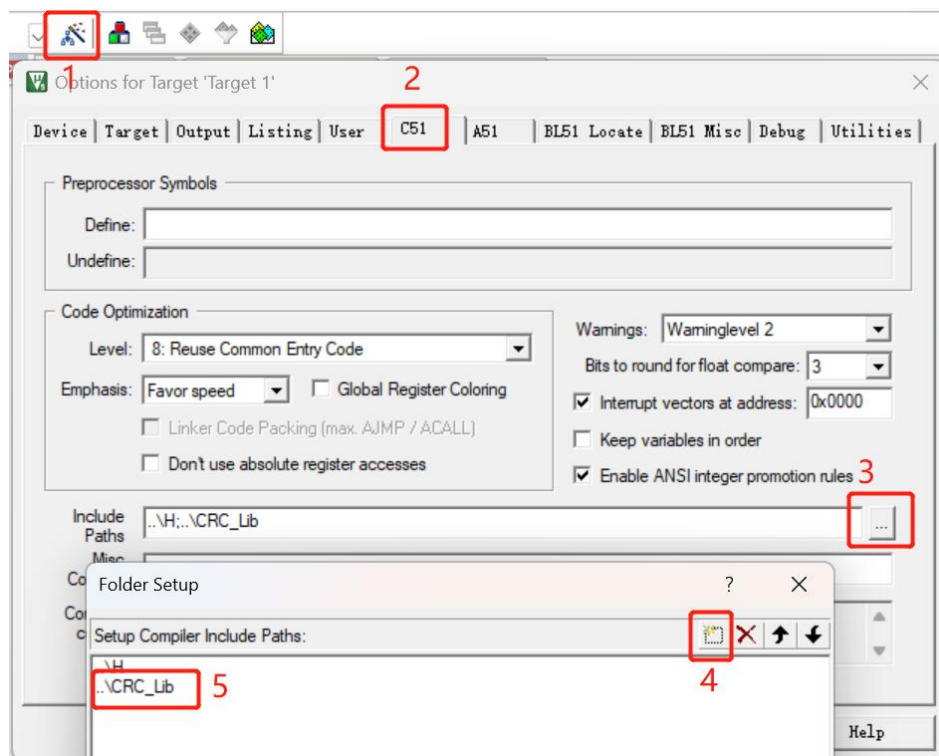 1
Options for Target 'Target 1'
2
Device Target Output Listing User C51 A51 BL51 Locate BL51 Misc Debug Utilities
Preprocessor Symbols
Define:
Undefine:
Code Optimization
Level: 8: Reuse Common Entry Code
Emphasis: Favor speed Global Register Coloring
Linker Code Packing (max. AJMP / ACALL)
Don't use absolute register accesses
Warnings: Warninglevel 2
Bits to round for float compare: 3
Interrupt vectors at address: 0x0000
Keep variables in order
Enable ANSI integer promotion rules 3
Include
Paths
..\H;..\CRC_Lib ...
Misc
Co
Folder Setup ? X
Setup Compiler Include Paths:
4
..\H
..\CRC_Lib 5
Help